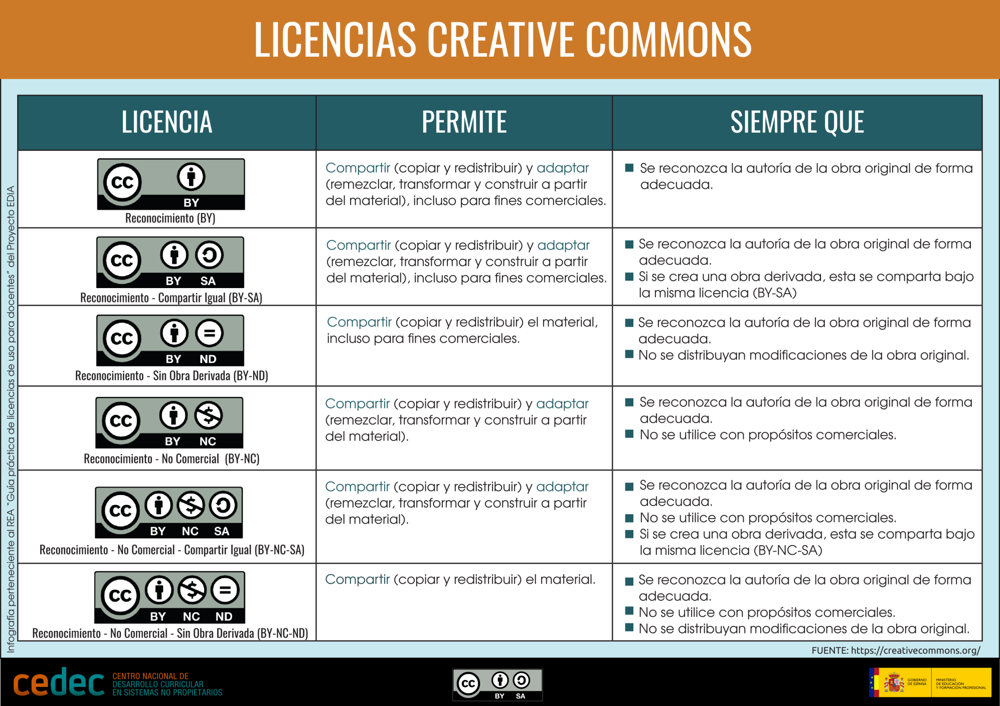 LICENCIAS CREATIVE COMMONS
LICENCIA
PERMITE
SIEMPRE QUE
cc
BY
Reconocimiento (BY)
Compartir (copiar y redistribuir) y adaptar
(remezclar, transformar y construir a partir
del material), incluso para fines comerciales.
Se reconozca la autoría de la obra original de forma
adecuada.
cc
BY SA
Reconocimiento - Compartir Igual (BY-SA)
Compartir (copiar y redistribuir) y adaptar
(remezclar, transformar y construir a partir
del material), incluso para fines comerciales.
Se reconozca la autoría de la obra original de forma
adecuada.
Si se crea una obra derivada, esta se comparta bajo
la misma licencia (BY-SA)
cc
BY ND
Reconocimiento - Sin Obra Derivada (BY-ND)
Compartir (copiar y redistribuir) el material,
incluso para fines comerciales.
Se reconozca la autoría de la obra original de forma
adecuada.
No se distribuyan modificaciones de la obra original.
cc
BY NC
Reconocimiento - No Comercial (BY-NC)
Compartir (copiar y redistribuir) y adaptar
(remezclar, transformar y construir a partir
del material).
Se reconozca la autoría de la obra original de forma
adecuada.
No se utilice con propósitos comerciales.
cc
BY NC SA
Reconocimiento - No Comercial - Compartir Igual (BY-NC-SA)
Compartir (copiar y redistribuir) y adaptar
(remezclar, transformar y construir a partir
del material).
Se reconozca la autoría de la obra original de forma
adecuada.
No se utilice con propósitos comerciales.
Si se crea una obra derivada, esta se comparta bajo
la misma licencia (BY-NC-SA)
cc
BY NC ND
Reconocimiento - No Comercial - Sin Obra Derivada (BY-NC-ND)
Compartir (copiar y redistribuir) el material.
Se reconozca la autoría de la obra original de forma
adecuada.
No se utilice con propósitos comerciales.
No se distribuyan modificaciones de la obra original.
Infografía perteneciente al REA “Guía práctica de licencias de uso para docentes” del Proyecto EDIA
FUENTE: https://creativecommons.org/
cedec
CENTRO NACIONAL DE
DESARROLLO CURRICULAR
EN SISTEMAS NO PROPIETARIOS
cc
BY SA
GOBIERNO
DE ESPAÑA
MINISTERIO
DE EDUCACIÓN
Y FORMACIÓN PROFESIONAL